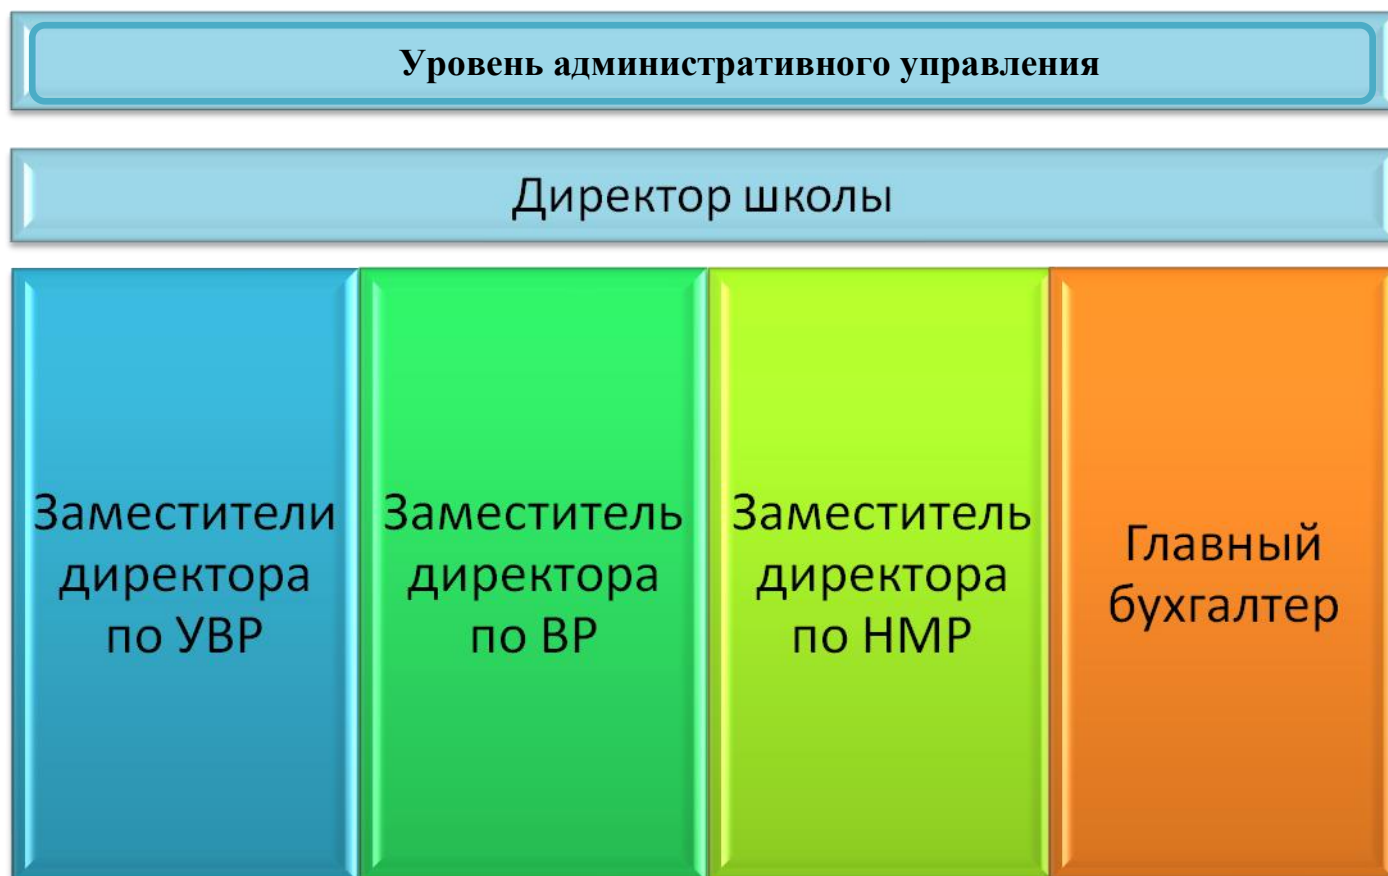 Уровень административного управления
Директор школы
Заместители
директора
по УВР
Заместитель
директора
по ВР
Заместитель
директора
по НМР
Главный
бухгалтер